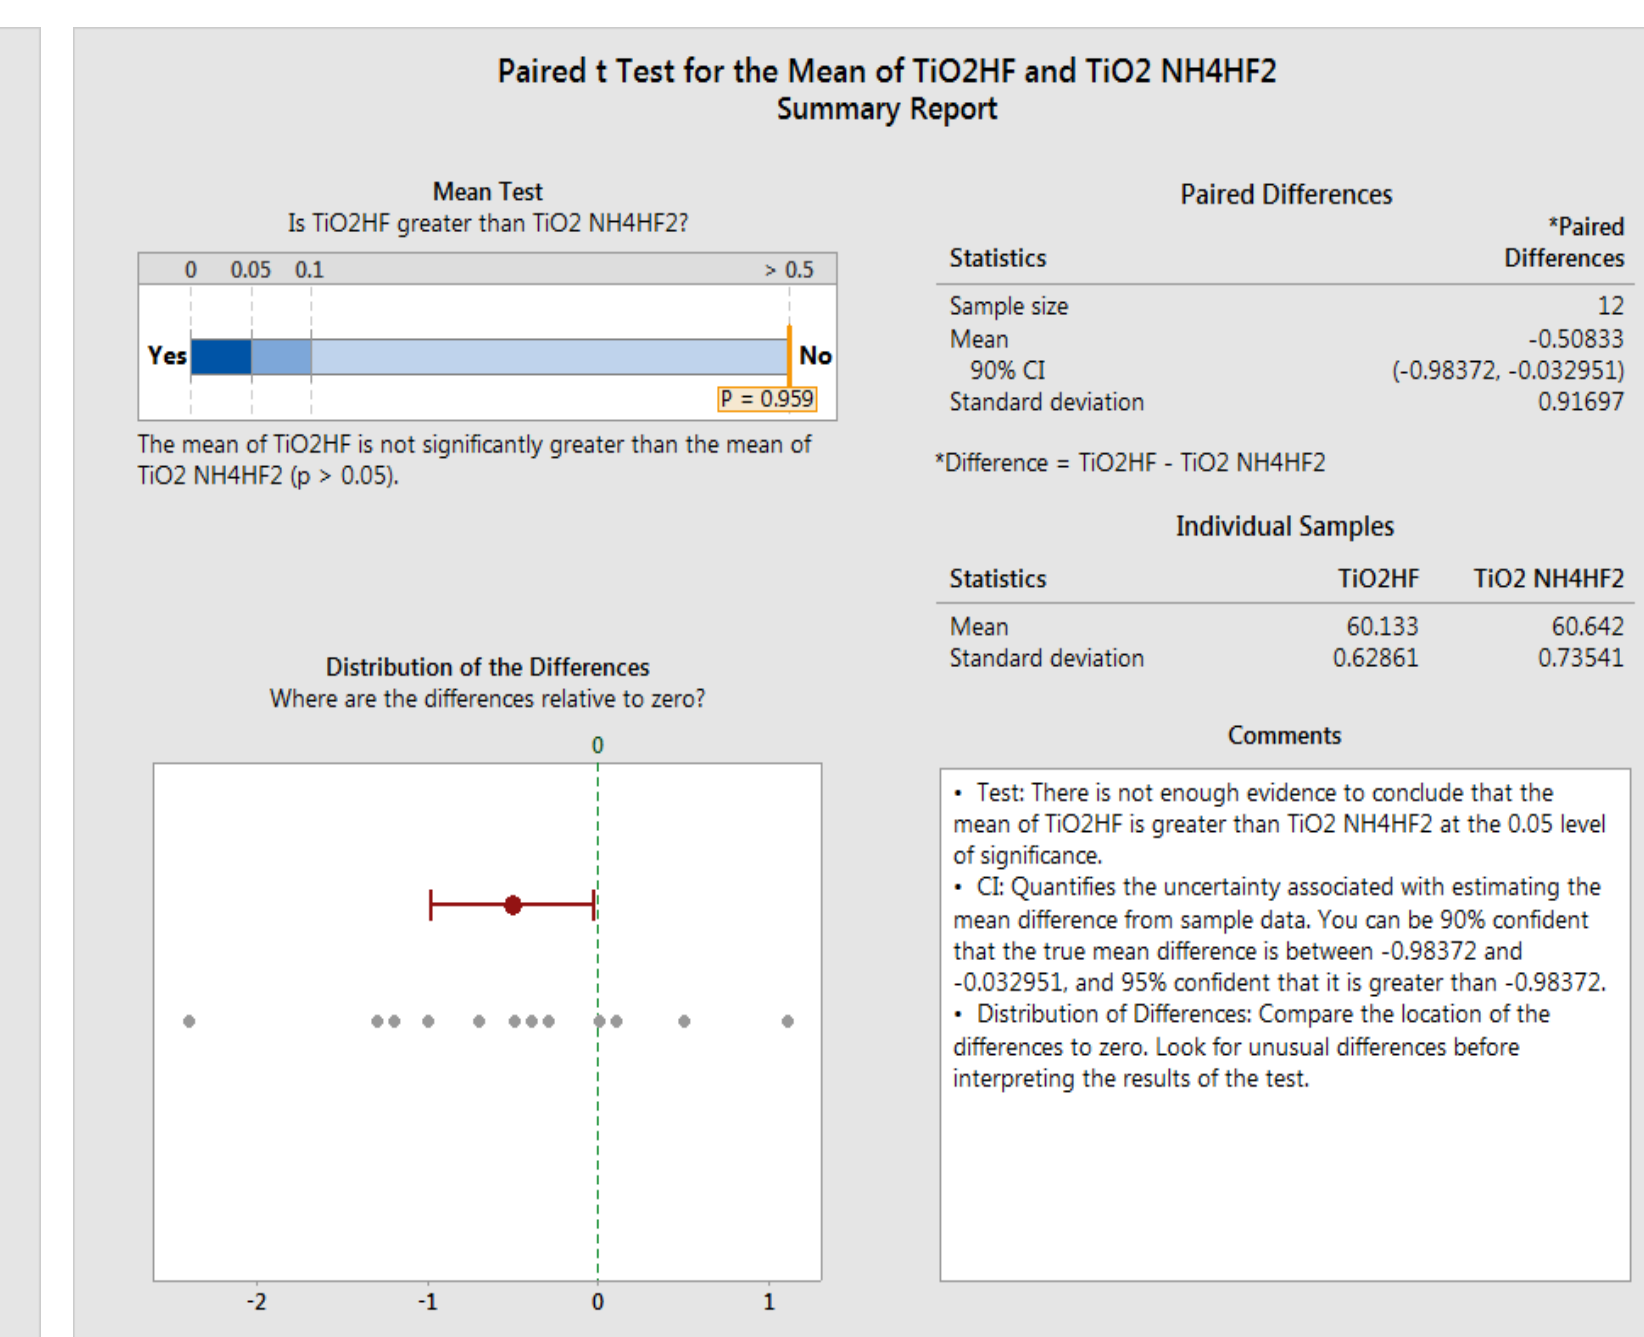 Paired t Test for the Mean of TiO2HF and TiO2 NH4HF2
Summary Report
Mean Test
Is TiO2HF greater than TiO2 NH4HF2?
0 0.05 0.1 > 0.5
Yes No
P = 0.959
The mean of TiO2HF is not significantly greater than the mean of
TiO2 NH4HF2 (p > 0.05).
Distribution of the Differences
Where are the differences relative to zero?
0
-2 -1 0 1
Paired Differences
*Paired
Statistics Differences
Sample size 12
Mean -0.50833
90% CI (-0.98372, -0.032951)
Standard deviation 0.91697
*Difference = TiO2HF - TiO2 NH4HF2
Individual Samples
Statistics TiO2HF TiO2 NH4HF2
Mean 60.133 60.642
Standard deviation 0.62861 0.73541
Comments
• Test: There is not enough evidence to conclude that the
mean of TiO2HF is greater than TiO2 NH4HF2 at the 0.05 level
of significance.
• CI: Quantifies the uncertainty associated with estimating the
mean difference from sample data. You can be 90% confident
that the true mean difference is between -0.98372 and
-0.032951, and 95% confident that it is greater than -0.98372.
• Distribution of Differences: Compare the location of the
differences to zero. Look for unusual differences before
interpreting the results of the test.